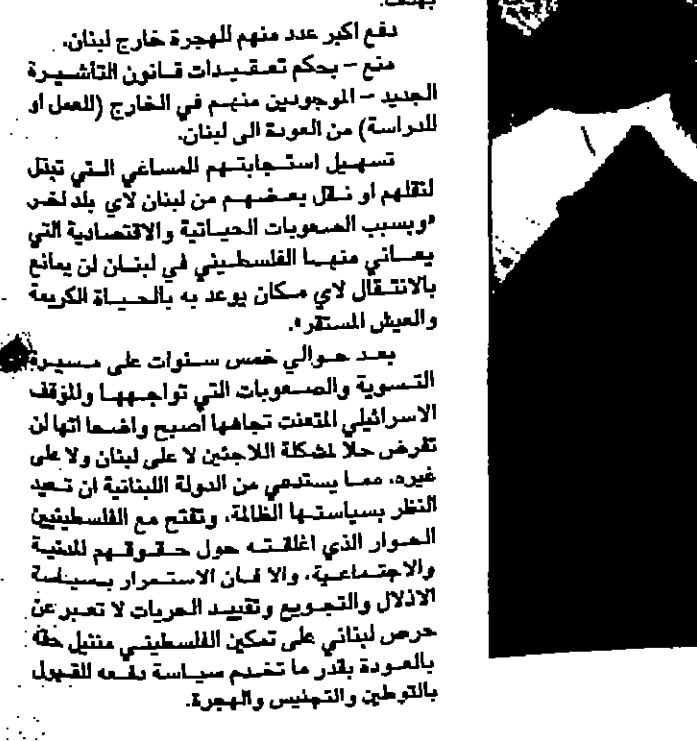 بهدف:
دفع اكبر عدد منهم للهجرة خارج لبنان.
منع – بحكم تعقيدات قانون التأشيرة
الجديد – الموجودين منهم في الخارج (للعمل او
للدراسة) من العودة الى لبنان.
تسهيل استجابتهم للمساعي التي تبذل
لنقلهم او نقل بعضهم من لبنان لاي بلد اخر
«وبسبب الصعوبات الحياتية والاقتصادية التي
يعاني منها الفلسطيني في لبنان لن يمانع
بالانتقال لاي مكان يوعد به بالحياة الكريمة
والعيش المستقر».
بعد حوالي خمس سنوات على مسيرة
التسوية والصعوبات التي تواجهها والموقف
الاسرائيلي المتعنت تجاهها أصبح واضحا انها لن
تفرض حلا لمشكلة اللاجئين لا على لبنان ولا على
غيره، مما يستدعي من الدولة اللبنانية ان تعيد
النظر بسياستها الظالمة، وتفتح مع الفلسطينيين
الحوار الذي اغلقته حول حقوقهم المدنية
والاجتماعية، والا فان الاستمرار بسياسة
الاذلال والتجويع وتقييد الحريات لا تعبر عن
حرص لبناني على تمكين الفلسطيني من نيل حقه
بالعودة بقدر ما تخدم سياسة دفعه للقبول
بالتوطين والتجنيس والهجرة.